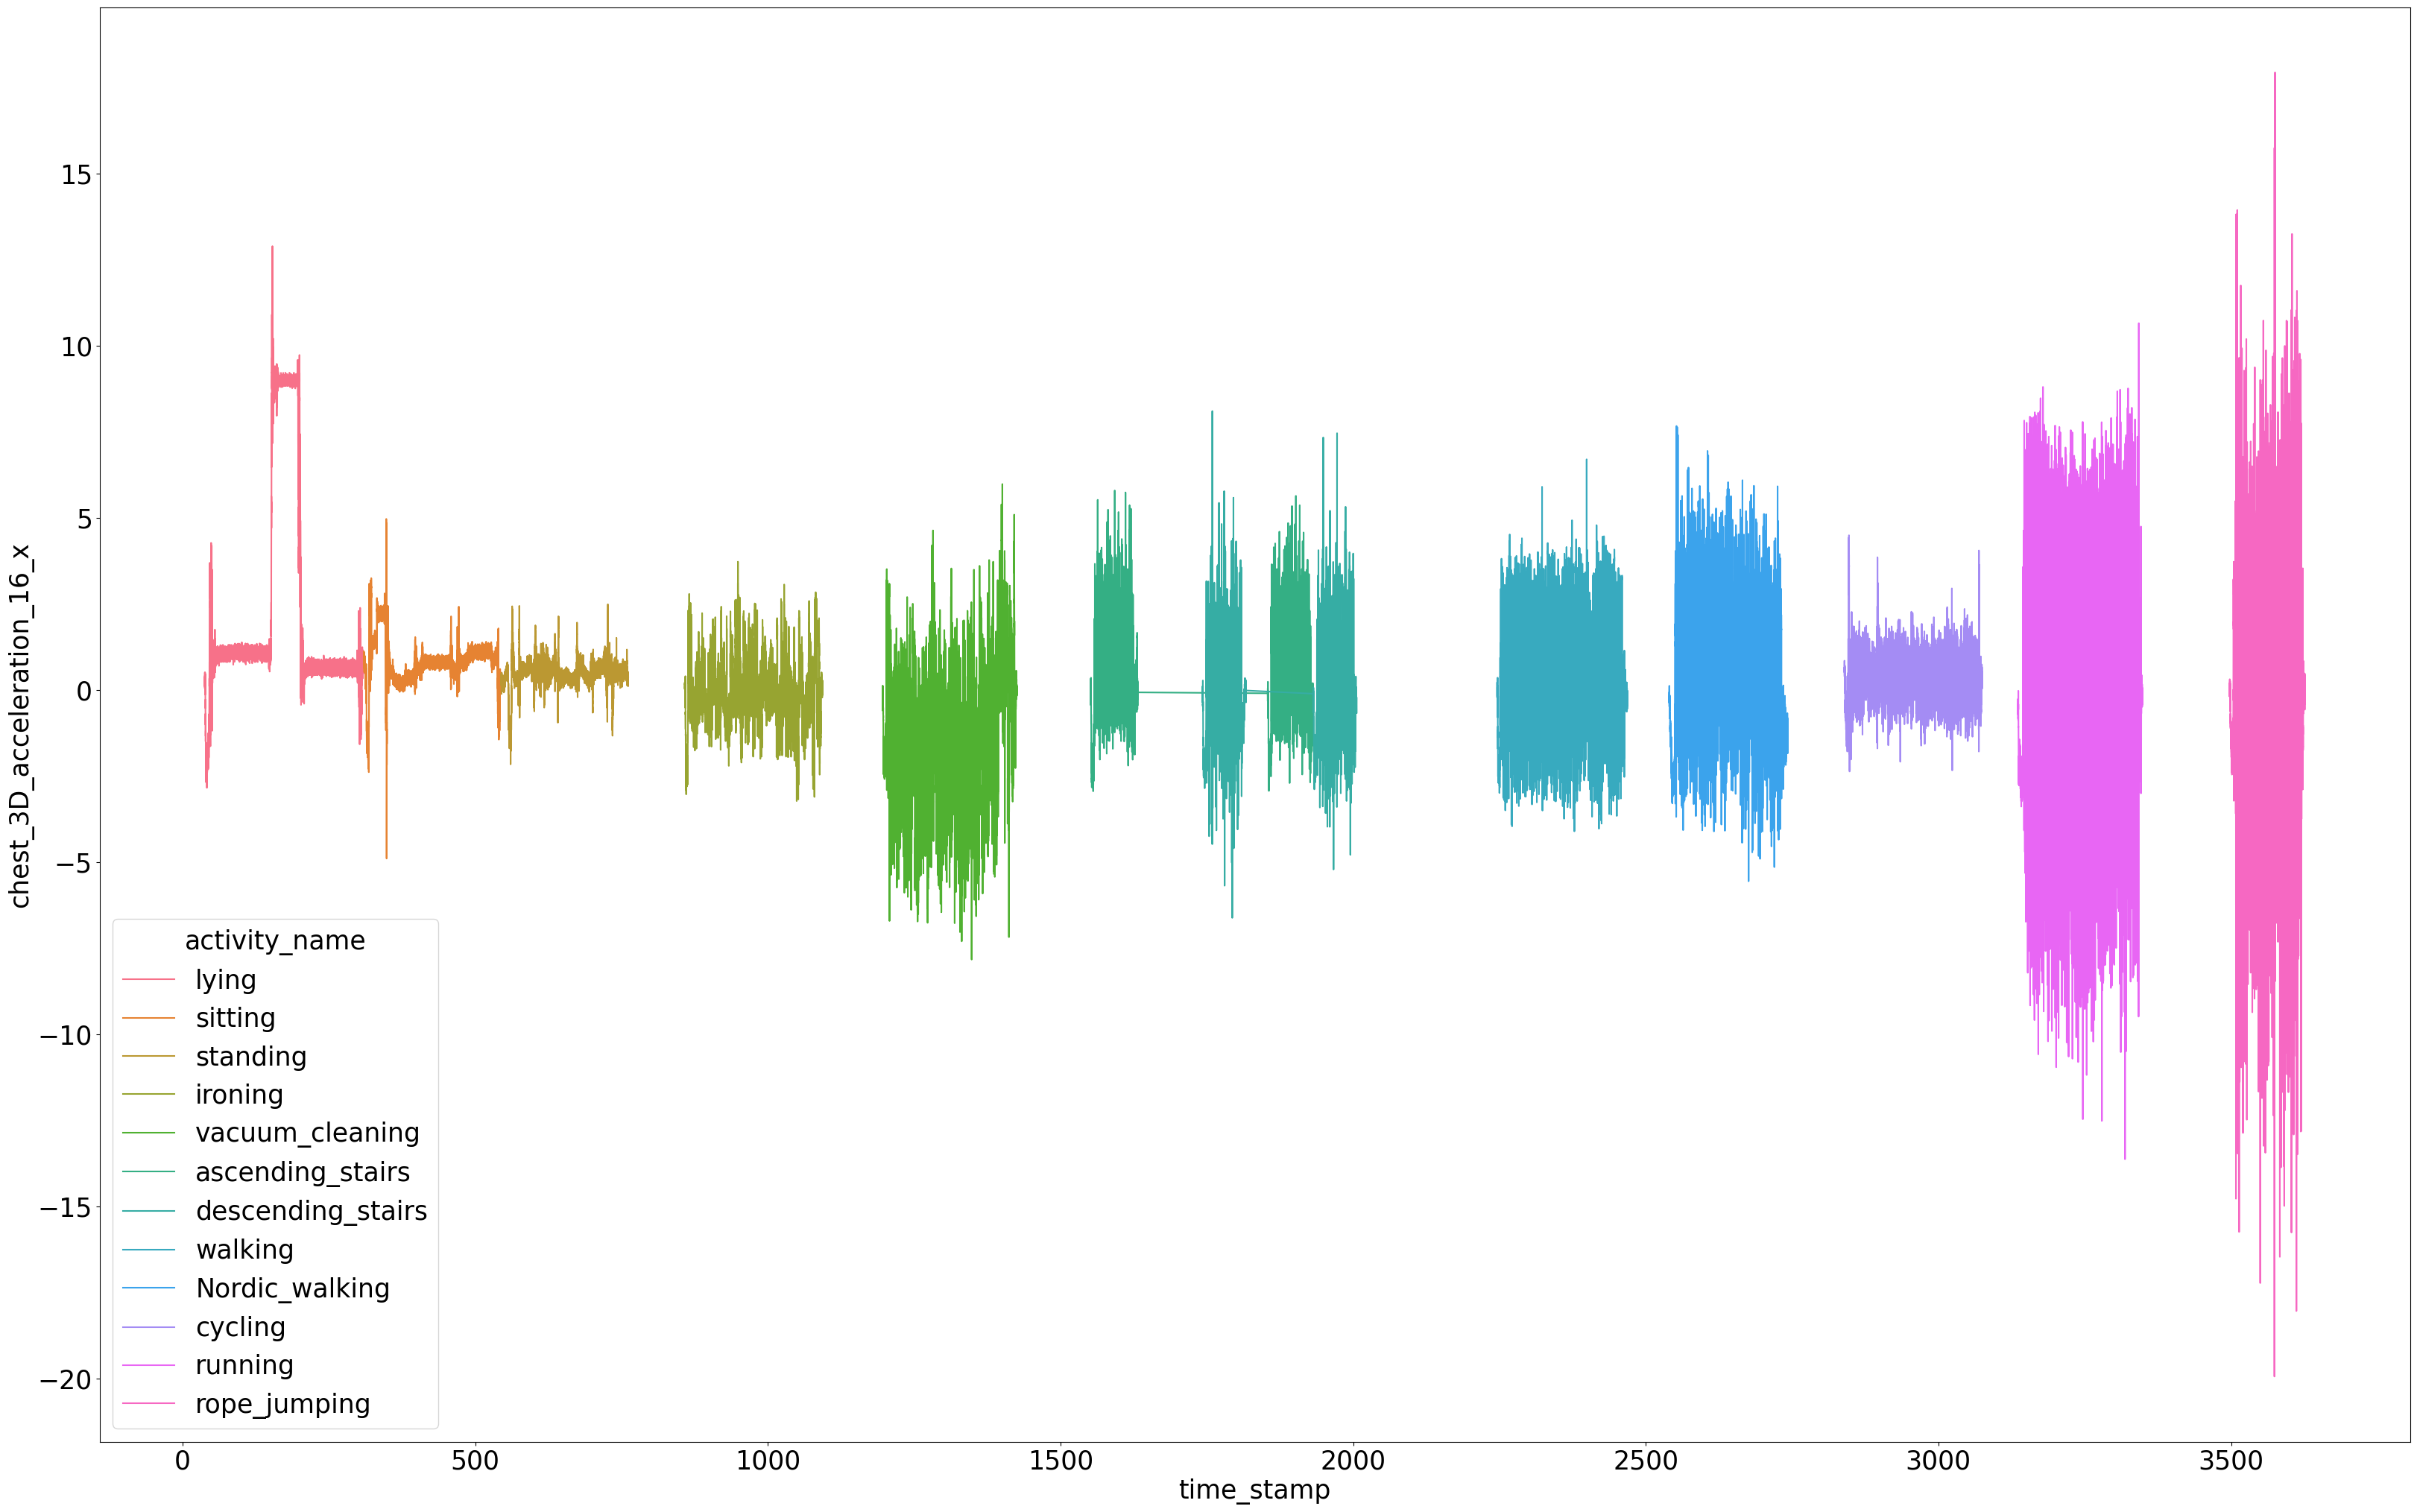 chest_3D_acceleration_16_x
15
10
5
0
−5
−10
−15
−20
activity_name
lying
sitting
standing
ironing
vacuum_cleaning
ascending_stairs
descending_stairs
walking
Nordic_walking
cycling
running
rope_jumping
0 500 1000 1500 2000 2500 3000 3500
time_stamp